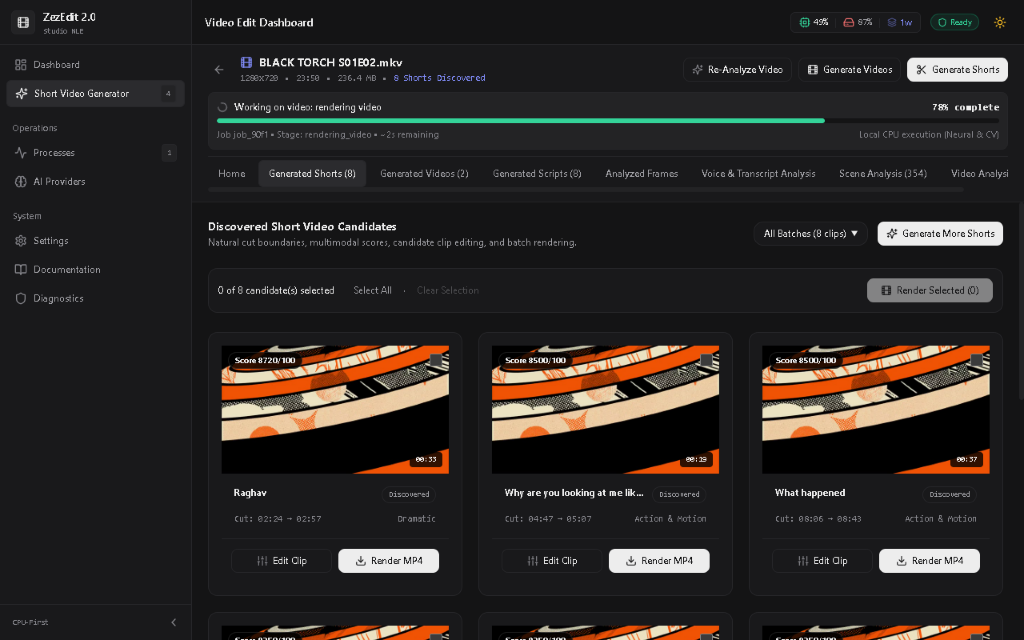 ZezEdit 2.0
Studio NLE
Video Edit Dashboard
49%
87%
1w
Ready
Dashboard
Short Video Generator
4
Operations
Processes
1
AI Providers
System
Settings
Documentation
Diagnostics
CPU-First
BLACK TORCH S01E02.mkv
1280x720 • 23:50 • 236.4 MB • 8 Shorts Discovered
Re-Analyze Video
Generate Videos
Generate Shorts
Working on video: rendering video
78% complete
Job job_90f1 • Stage: rendering_video • ~2s remaining
Local CPU execution (Neural & CV)
Home
Generated Shorts (8)
Generated Videos (2)
Generated Scripts (8)
Analyzed Frames
Voice & Transcript Analysis
Scene Analysis (354)
Video Analysi
Discovered Short Video Candidates
Natural cut boundaries, multimodal scores, candidate clip editing, and batch rendering.
All Batches (8 clips) ▼
Generate More Shorts
0 of 8 candidate(s) selected
Select All
·
Clear Selection
Render Selected (0)
Score 8720/100
00:33
Raghav
Discovered
Cut: 02:24 → 02:57
Dramatic
Edit Clip
Render MP4
Score 8500/100
00:19
Why are you looking at me lik...
Discovered
Cut: 04:47 → 05:07
Action & Motion
Edit Clip
Render MP4
Score 8500/100
00:37
What happened
Discovered
Cut: 08:06 → 08:43
Action & Motion
Edit Clip
Render MP4